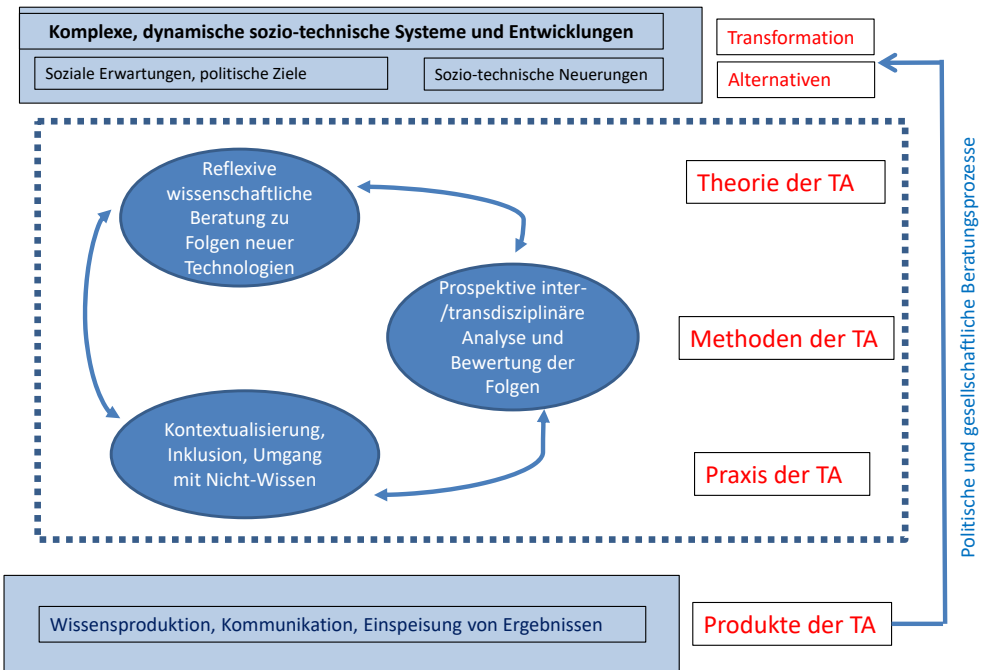 Komplexe, dynamische sozio-technische Systeme und Entwicklungen
Soziale Erwartungen, politische Ziele
Sozio-technische Neuerungen
Transformation
Alternativen
Reflexive
wissenschaftliche
Beratung zu
Folgen neuer
Technologien
Theorie der TA
Prospektive inter-
/transdisziplinäre
Analyse und
Bewertung der
Folgen
Methoden der TA
Kontextualisierung,
Inklusion, Umgang
mit Nicht-Wissen
Praxis der TA
Politische und gesellschaftliche Beratungsprozesse
Wissensproduktion, Kommunikation, Einspeisung von Ergebnissen
Produkte der TA